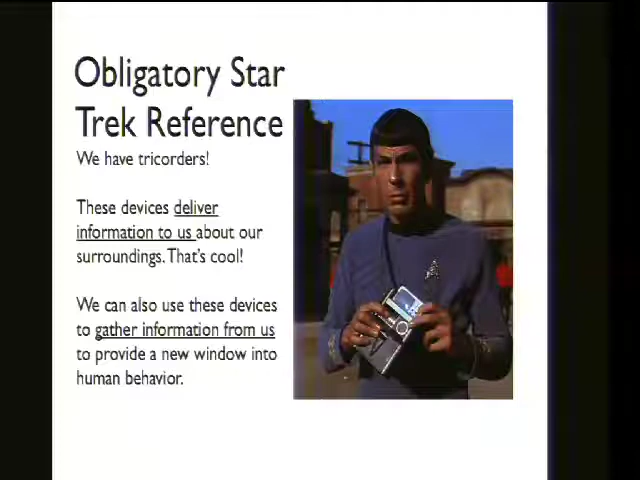 Obligatory Star
Trek Reference
We have tricorders!
These devices deliver
information to us about our
surroundings. That's cool!
We can also use these devices
to gather information from us
to provide a new window into
human behavior.